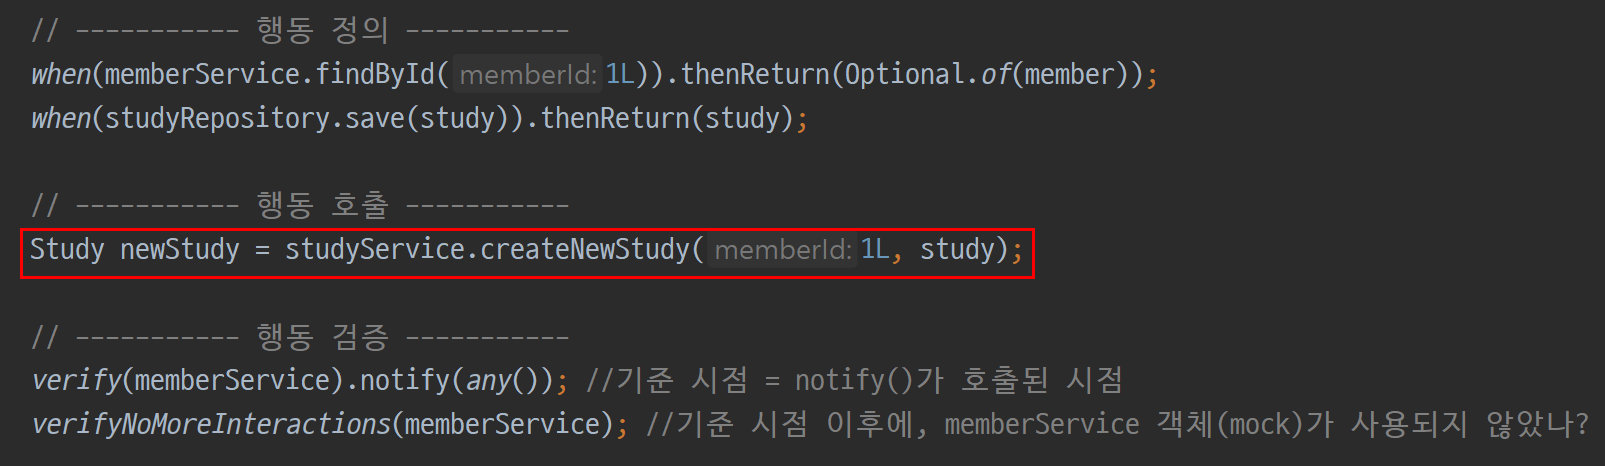 // ----------- 행동 정의 -----------
when(memberService.findById( memberId: 1L)).thenReturn(Optional.of(member));
when(studyRepository.save(study)).thenReturn(study);
// ----------- 행동 호출 -----------
Study newStudy = studyService.createNewStudy( memberId: 1L, study);
// ----------- 행동 검증 -----------
verify(memberService).notify(any()); //기준 시점 = notify()가 호출된 시점
verifyNoMoreInteractions(memberService); //기준 시점 이후에, memberService 객체(mock)가 사용되지 않았나?